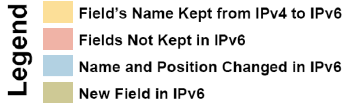 Legend
Field's Name Kept from IPv4 to IPv6
Fields Not Kept in IPv6
Name and Position Changed in IPv6
New Field in IPv6